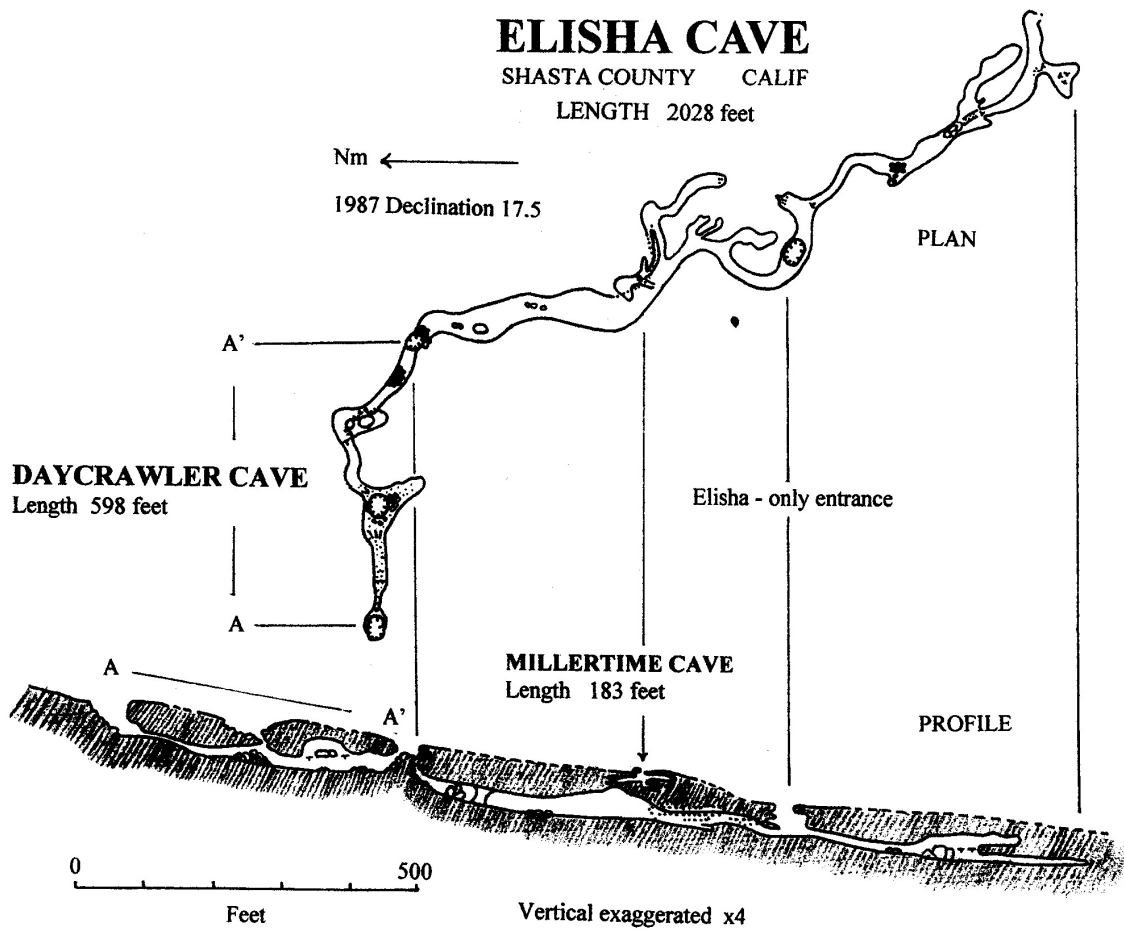 ELISHA CAVE
SHASTA COUNTY CALIF
LENGTH 2028 feet
Nm
1987 Declination 17.5
PLAN
A'
DAYCRAWLER CAVE
Length 598 feet
Elisha - only entrance
A
MILLERTIME CAVE
Length 183 feet
A
A'
PROFILE
0 500
Feet
Vertical exaggerated x4